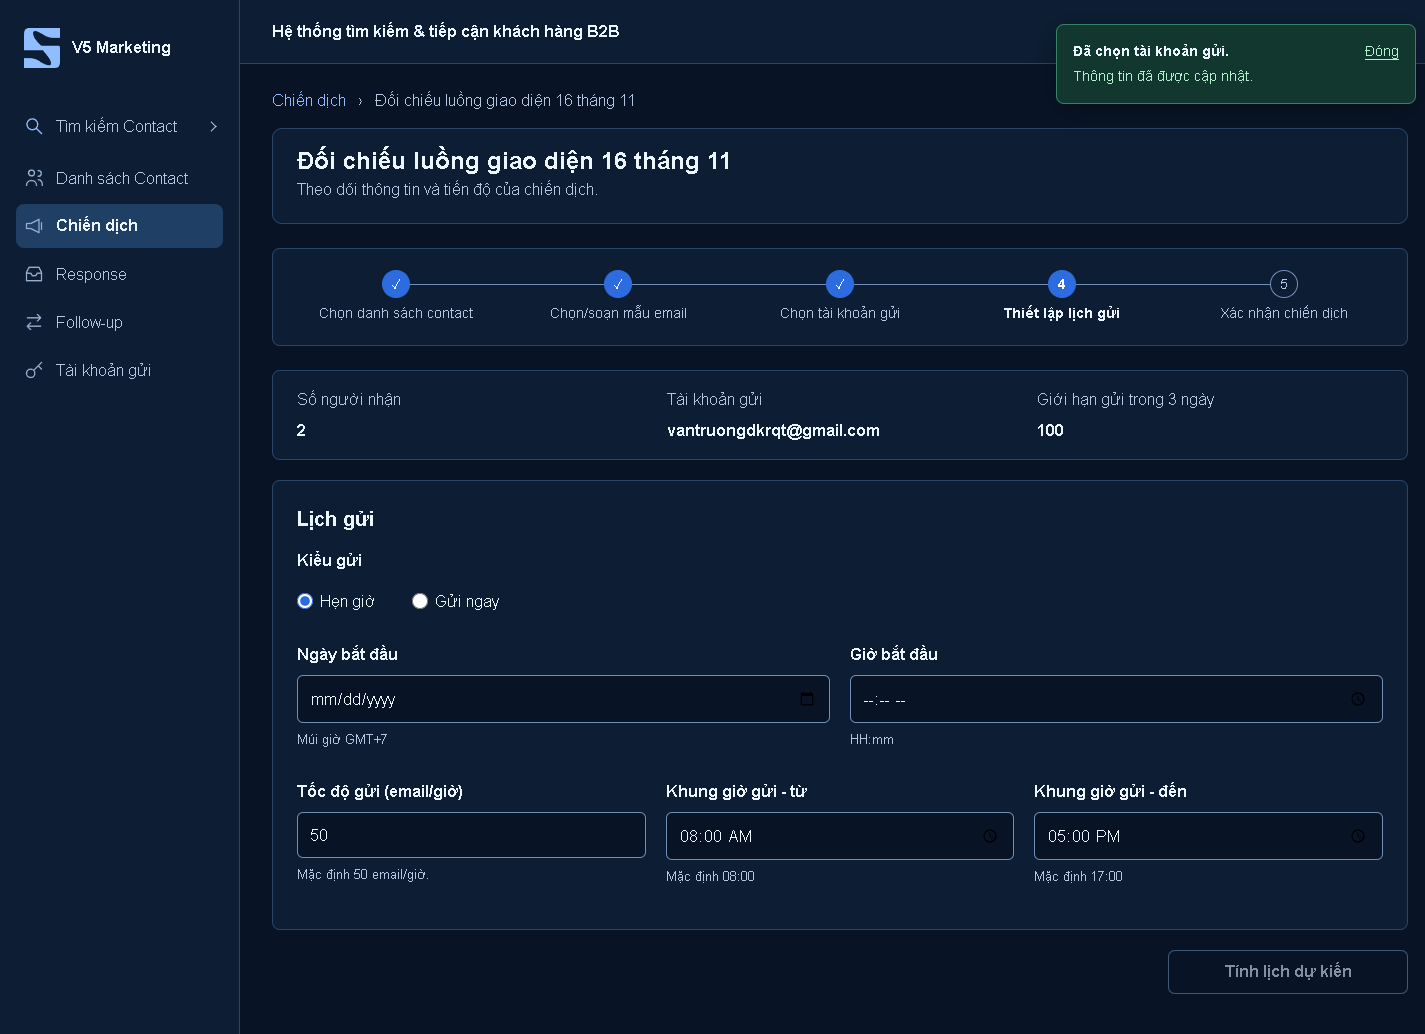 V5 Marketing
Tìm kiếm Contact
Danh sách Contact
Chiến dịch
Response
Follow-up
Tài khoản gửi
Hệ thống tìm kiếm & tiếp cận khách hàng B2B
Đã chọn tài khoản gửi.
Đóng
Thông tin đã được cập nhật.
Chiến dịch › Đối chiếu luồng giao diện 16 tháng 11
Đối chiếu luồng giao diện 16 tháng 11
Theo dõi thông tin và tiến độ của chiến dịch.
✓ ✓ ✓ 4 5
Chọn danh sách contact
Chọn/soạn mẫu email
Chọn tài khoản gửi
Thiết lập lịch gửi
Xác nhận chiến dịch
Số người nhận
2
Tài khoản gửi
vantruongdkrqt@gmail.com
Giới hạn gửi trong 3 ngày
100
Lịch gửi
Kiểu gửi
Hẹn giờ
Gửi ngay
Ngày bắt đầu
mm/dd/yyyy
Múi giờ GMT+7
Giờ bắt đầu
--:-- --
HH:mm
Tốc độ gửi (email/giờ)
50
Mặc định 50 email/giờ.
Khung giờ gửi - từ
08:00 AM
Mặc định 08:00
Khung giờ gửi - đến
05:00 PM
Mặc định 17:00
Tính lịch dự kiến